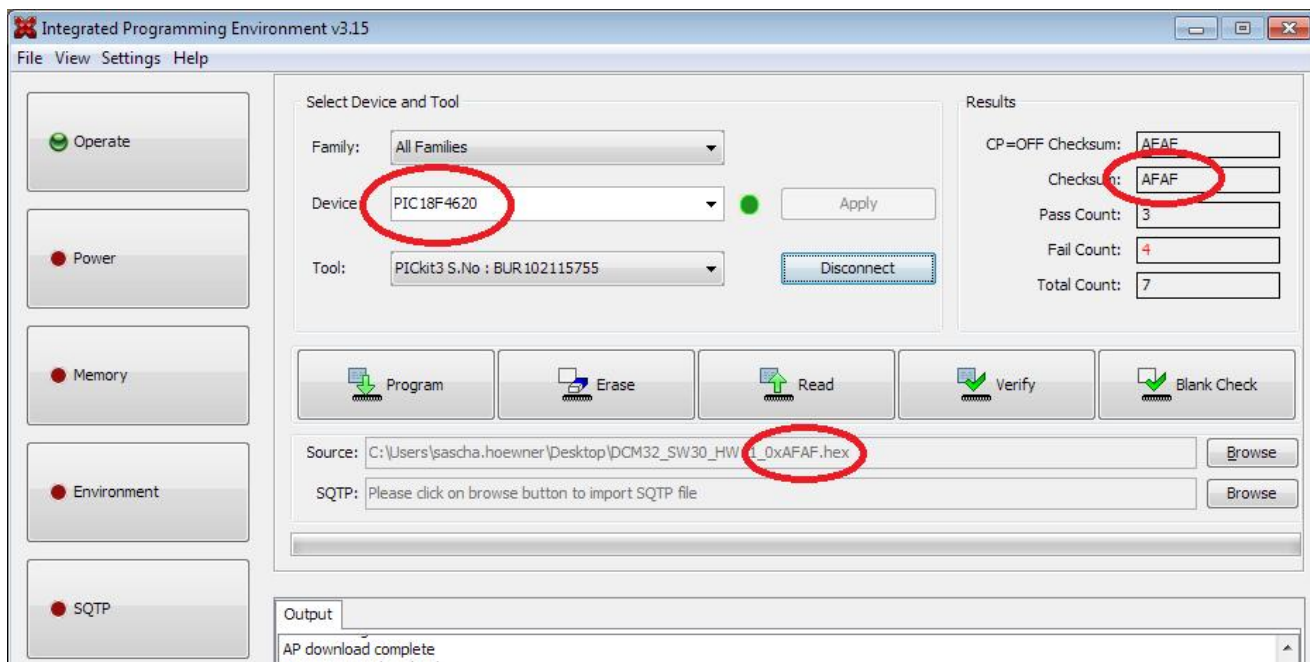 Integrated Programming Environment v3.15
File View Settings Help
Operate
Power
Memory
Environment
SQTP
Select Device and Tool
Family: All Families
Device PIC18F4620 Apply
Tool: PICkit3 S.No : BUR102115755 Disconnect
Results
CP=OFF Checksum: AFAF
Checksum: AFAF
Pass Count: 3
Fail Count: 4
Total Count: 7
Program Erase Read Verify Blank Check
Source: C:\Users\sascha.hoewner\Desktop\DCM32_SW30_HW 1_0xAFAF.hex Browse
SQTP: Please click on browse button to import SQTP file Browse
Output
AP download complete